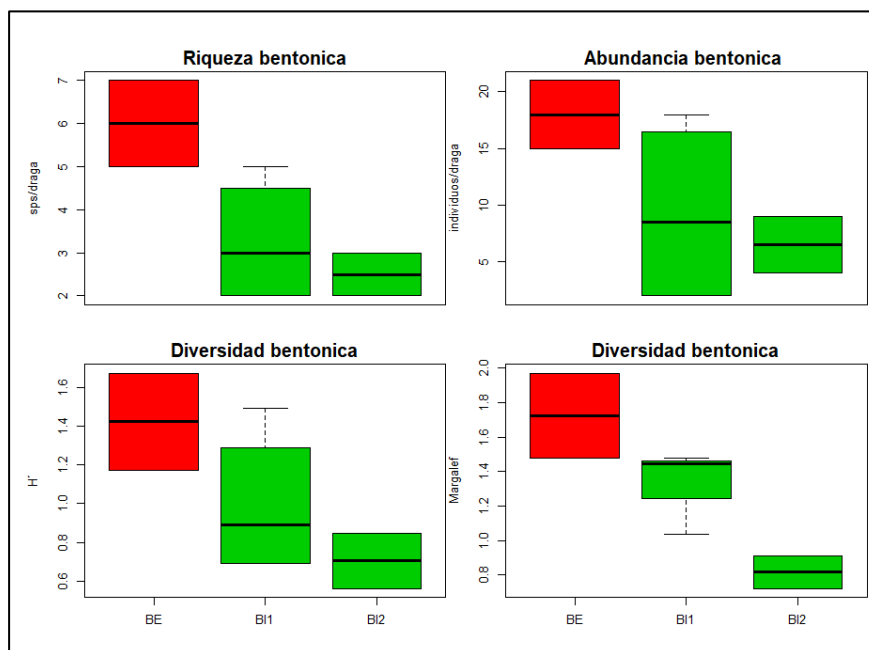 Riqueza bentonica
sps/draga
7
6
5
4
3
2
Abundancia bentonica
individuos/draga
20
15
10
5
Diversidad bentonica
H´
1.6
1.4
1.2
1.0
0.8
0.6
BE
BI1
BI2
Diversidad bentonica
Margalef
2.0
1.8
1.6
1.4
1.2
1.0
0.8
BE
BI1
BI2